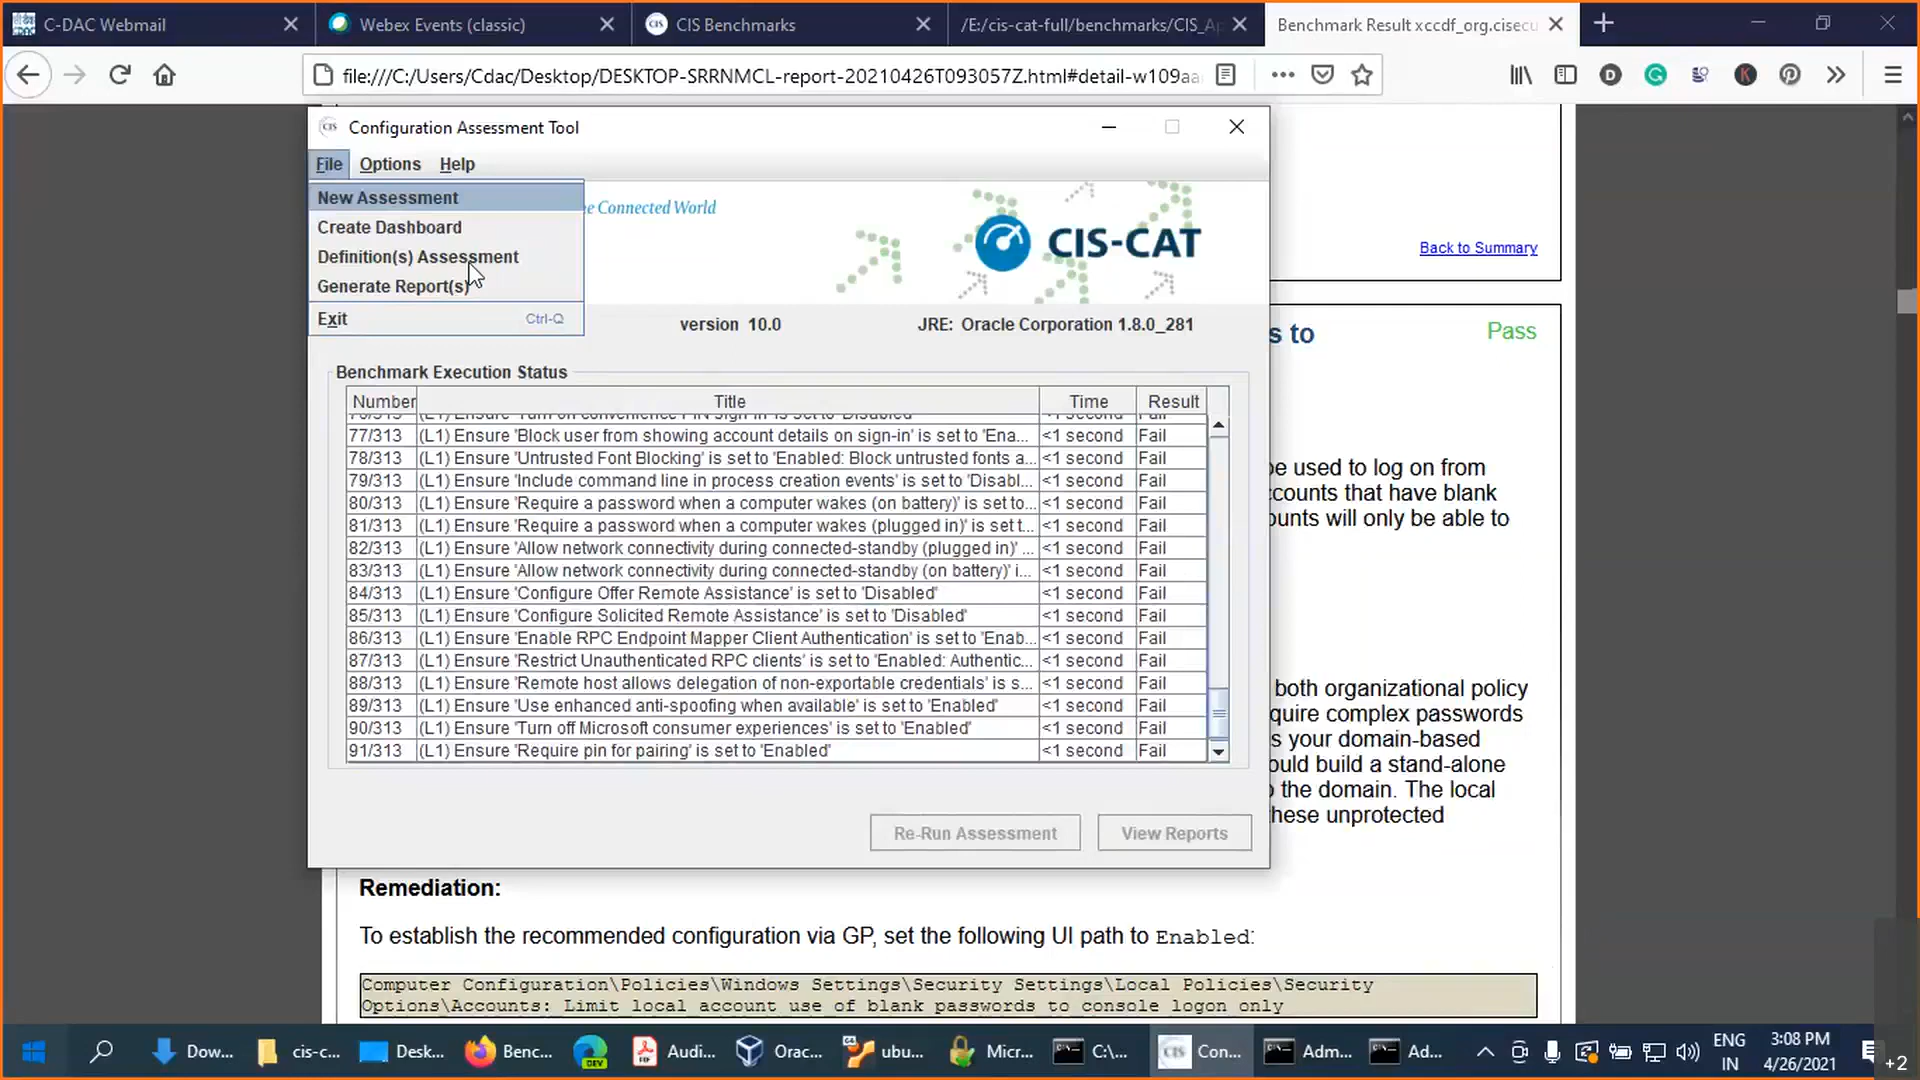 C-DAC Webmail
Webex Events (classic)
CIS Benchmarks
/E:/cis-cat-full/benchmarks/CIS_Ap
Benchmark Result xccdf_org.cisecu
file:///C:/Users/Cdac/Desktop/DESKTOP-SRRNMCL-report-20210426T093057Z.html#detail-w109aa
Configuration Assessment Tool
File Options Help
New Assessment
Create Dashboard
Definition(s) Assessment
Generate Report(s)
Exit Ctrl-Q
e Connected World
CIS-CAT
version 10.0
JRE: Oracle Corporation 1.8.0_281
Benchmark Execution Status
Number Title Time Result
77/313 (L1) Ensure 'Block user from showing account details on sign-in' is set to 'Ena... <1 second Fail
78/313 (L1) Ensure 'Untrusted Font Blocking' is set to 'Enabled: Block untrusted fonts a... <1 second Fail
79/313 (L1) Ensure 'Include command line in process creation events' is set to 'Disabl... <1 second Fail
80/313 (L1) Ensure 'Require a password when a computer wakes (on battery)' is set to... <1 second Fail
81/313 (L1) Ensure 'Require a password when a computer wakes (plugged in)' is set t... <1 second Fail
82/313 (L1) Ensure 'Allow network connectivity during connected-standby (plugged in)' ... <1 second Fail
83/313 (L1) Ensure 'Allow network connectivity during connected-standby (on battery)' i... <1 second Fail
84/313 (L1) Ensure 'Configure Offer Remote Assistance' is set to 'Disabled' <1 second Fail
85/313 (L1) Ensure 'Configure Solicited Remote Assistance' is set to 'Disabled' <1 second Fail
86/313 (L1) Ensure 'Enable RPC Endpoint Mapper Client Authentication' is set to 'Enab... <1 second Fail
87/313 (L1) Ensure 'Restrict Unauthenticated RPC clients' is set to 'Enabled: Authentic... <1 second Fail
88/313 (L1) Ensure 'Remote host allows delegation of non-exportable credentials' is s... <1 second Fail
89/313 (L1) Ensure 'Use enhanced anti-spoofing when available' is set to 'Enabled' <1 second Fail
90/313 (L1) Ensure 'Turn off Microsoft consumer experiences' is set to 'Enabled' <1 second Fail
91/313 (L1) Ensure 'Require pin for pairing' is set to 'Enabled' <1 second Fail
Re-Run Assessment
View Reports
Back to Summary
s to
Pass
be used to log on from
ccounts that have blank
ounts will only be able to
both organizational policy
quire complex passwords
s your domain-based
ould build a stand-alone
the domain. The local
these unprotected
Remediation:
To establish the recommended configuration via GP, set the following UI path to Enabled:
Computer Configuration\Policies\Windows Settings\Security Settings\Local Policies\Security
Options\Accounts: Limit local account use of blank passwords to console logon only
Dow...
cis-c...
Desk...
Benc...
Audi...
Orac...
ubu...
Micr...
C:\...
CIS Con...
Adm...
Ad...
ENG
IN
3:08 PM
4/26/2021
+2